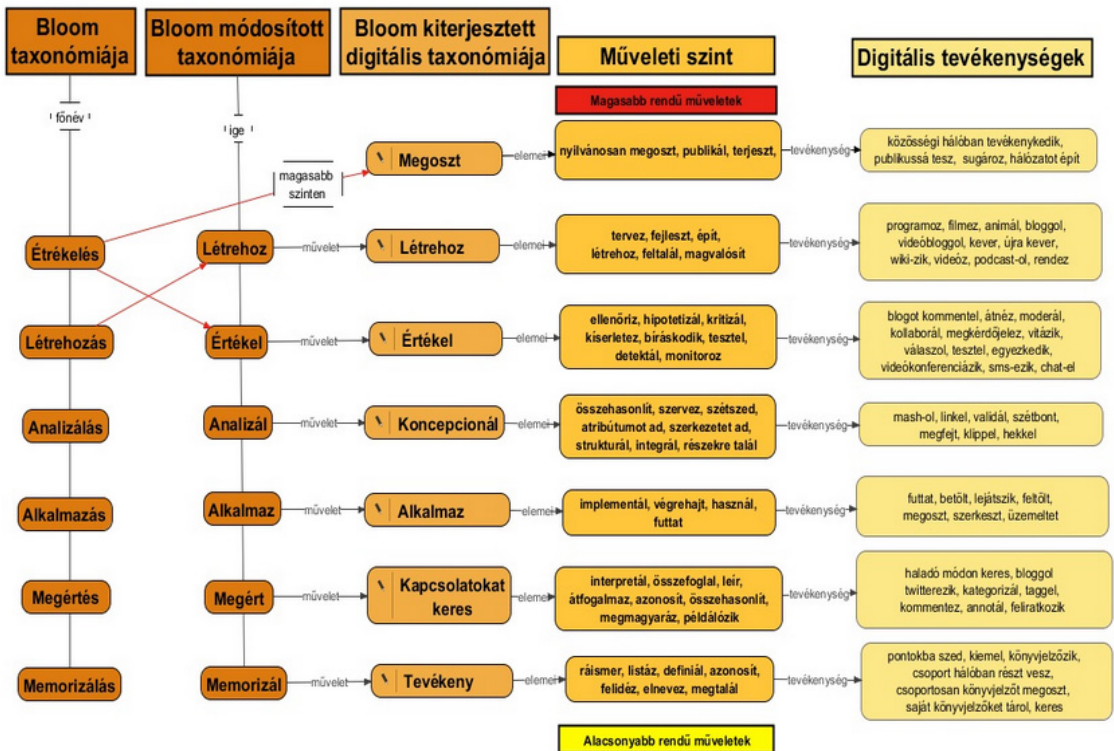 Bloom
taxonómiája
Bloom módosított
taxonómiája
Bloom kiterjesztett
digitális taxonómiája
Műveleti szint
Digitális tevékenységek
főnév
ige
Magasabb rendű műveletek
magasabb
szinten
Megoszt
elemei
nyilvánosan megoszt, publikál, terjeszt,
tevékenység
közösségi hálóban tevékenykedik,
publikussá tesz, sugároz, hálózatot épít
Étrékelés
Létrehoz
művelet
Létrehoz
elemei
tervez, fejleszt, épít,
létrehoz, feltalál, magvalósít
tevékenység
programoz, filmez, animál, bloggol,
videóbloggol, kever, újra kever,
wiki-zik, videóz, podcast-ol, rendez
Létrehozás
Értékel
művelet
Értékel
elemei
ellenőriz, hipotetizál, kritizál,
kiserletez, bíráskodik, tesztel,
detektál, monitoroz
tevékenység
blogot kommentel, átnéz, moderál,
kollaborál, megkérdőjelez, vitázik,
válaszol, tesztel, egyezkedik,
videókonferenciázik, sms-ezik, chat-el
Analizálás
Analizál
művelet
Koncepcionál
elemei
összehasonlít, szervez, szétszed,
atribútumot ad, szerkezetet ad,
strukturál, integrál, részekre talál
tevékenység
mash-ol, linkel, validál, szétbont,
megfejt, klippel, hekkel
Alkalmazás
Alkalmaz
művelet
Alkalmaz
elemei
implementál, végrehajt, használ,
futtat
tevékenység
futtat, betölt, lejátszik, feltölt,
megoszt, szerkeszt, üzemeltet
Megértés
Megért
művelet
Kapcsolatokat
keres
elemei
interpretál, összefoglal, leír,
átfogalmaz, azonosít, összehasonlít,
megmagyaráz, példálózik
tevékenység
haladó módon keres, bloggol
twitterezik, kategorizál, taggel,
kommentez, annotál, feliratkozik
Memorizálás
Memorizál
művelet
Tevékeny
elemei
ráismer, listáz, definiál, azonosít,
felidéz, elnevez, megtalál
tevékenység
pontokba szed, kiemel, könyvjelzőzik,
csoport hálóban részt vesz,
csoportosan könyvjelzőt megoszt,
saját könyvjelzőket tárol, keres
Alacsonyabb rendű műveletek